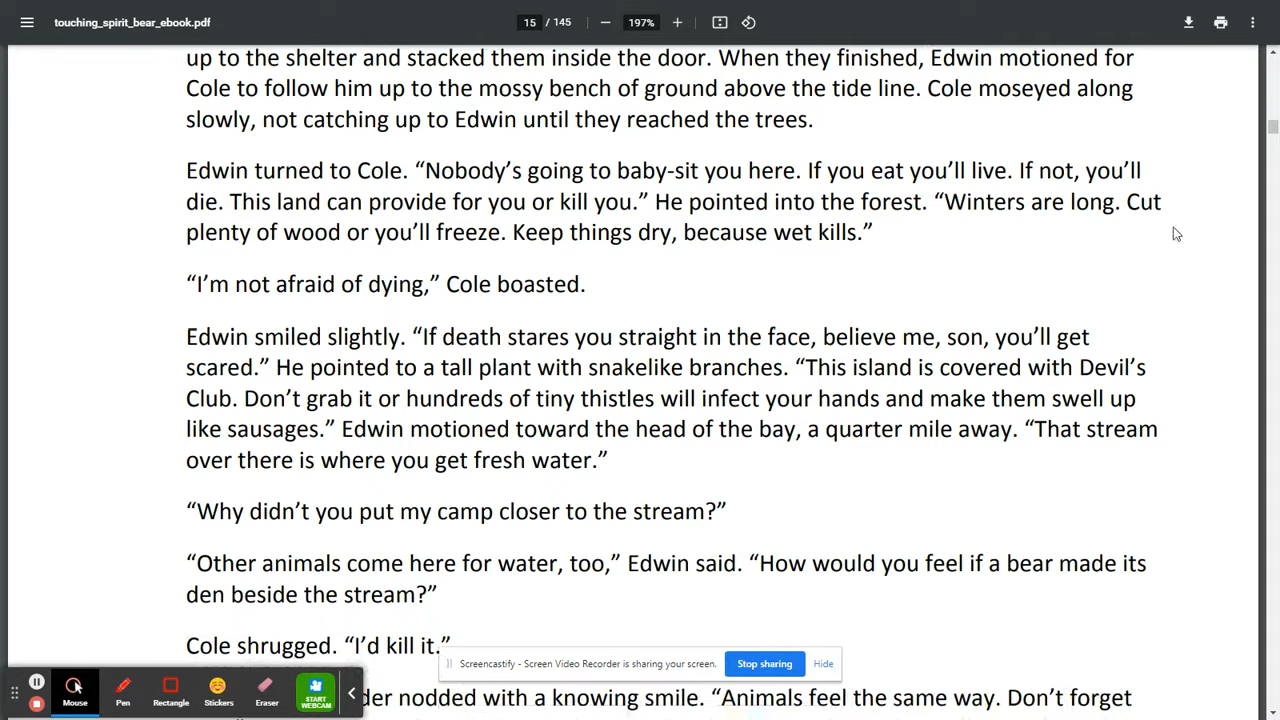 touching_spirit_bear_ebook.pdf
15 / 145
197%
up to the shelter and stacked them inside the door. When they finished, Edwin motioned for
Cole to follow him up to the mossy bench of ground above the tide line. Cole moseyed along
slowly, not catching up to Edwin until they reached the trees.
Edwin turned to Cole. “Nobody’s going to baby-sit you here. If you eat you’ll live. If not, you’ll
die. This land can provide for you or kill you.” He pointed into the forest. “Winters are long. Cut
plenty of wood or you’ll freeze. Keep things dry, because wet kills.”
“I’m not afraid of dying,” Cole boasted.
Edwin smiled slightly. “If death stares you straight in the face, believe me, son, you’ll get
scared.” He pointed to a tall plant with snakelike branches. “This island is covered with Devil’s
Club. Don’t grab it or hundreds of tiny thistles will infect your hands and make them swell up
like sausages.” Edwin motioned toward the head of the bay, a quarter mile away. “That stream
over there is where you get fresh water.”
“Why didn’t you put my camp closer to the stream?”
“Other animals come here for water, too,” Edwin said. “How would you feel if a bear made its
den beside the stream?”
Cole shrugged. “I’d kill it.”
Screencastify - Screen Video Recorder is sharing your screen.
Stop sharing
Hide
der nodded with a knowing smile. “Animals feel the same way. Don’t forget
Mouse
Pen
Rectangle
Stickers
Eraser
START
WEBCAM